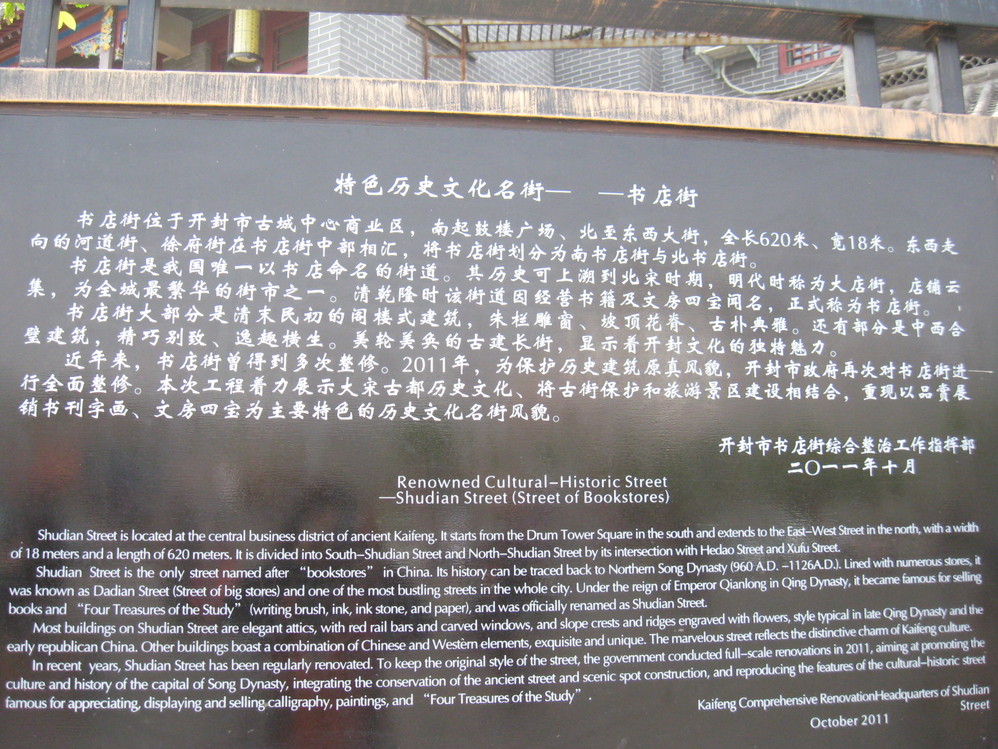 特色历史文化名街— —书店街
书店街位于开封市古城中心商业区，南起鼓楼广场、北至东西大街，全长620米、宽18米。东西走
向的河道街、徐府街在书店街中部相汇，将书店街划分为南书店街与北书店街。
书店街是我国唯一以书店命名的街道。其历史可上溯到北宋时期，明代时称为大店街，店铺云
集，为全城最繁华的街市之一。清乾隆时该街道因经营书籍及文房四宝闻名，正式称为书店街。
书店街大部分是清末民初的阁楼式建筑，朱栏雕窗、坡顶花脊、古朴典雅。还有部分是中西合
璧建筑，精巧别致、逸趣横生。美轮美奂的古建长街，显示着开封文化的独特魅力。
近年来，书店街曾得到多次整修。2011年，为保护历史建筑原真风貌，开封市政府再次对书店街进
行全面整修。本次工程着力展示大宋古都历史文化、将古街保护和旅游景区建设相结合，重现以品赏展
销书刊字画、文房四宝为主要特色的历史文化名街风貌。
开封市书店街综合整治工作指挥部
二〇一一年十月
Renowned Cultural–Historic Street
—Shudian Street (Street of Bookstores)
Shudian Street is located at the central business district of ancient Kaifeng. It starts from the Drum Tower Square in the south and extends to the East–West Street in the north, with a width
of 18 meters and a length of 620 meters. It is divided into South–Shudian Street and North–Shudian Street by its intersection with Hedao Street and Xufu Street.
Shudian Street is the only street named after “bookstores” in China. Its history can be traced back to Northern Song Dynasty (960 A.D. –1126A.D.). Lined with numerous stores, it
was known as Dadian Street (Street of big stores) and one of the most bustling streets in the whole city. Under the reign of Emperor Qianlong in Qing Dynasty, it became famous for selling
books and “Four Treasures of the Study” (writing brush, ink, ink stone, and paper), and was officially renamed as Shudian Street.
Most buildings on Shudian Street are elegant attics, with red rail bars and carved windows, and slope crests and ridges engraved with flowers, style typical in late Qing Dynasty and the
early republican China. Other buildings boast a combination of Chinese and Western elements, exquisite and unique. The marvelous street reflects the distinctive charm of Kaifeng culture.
In recent years, Shudian Street has been regularly renovated. To keep the original style of the street, the government conducted full–scale renovations in 2011, aiming at promoting the
culture and history of the capital of Song Dynasty, integrating the conservation of the ancient street and scenic spot construction, and reproducing the features of the cultural–historic street
famous for appreciating, displaying and selling calligraphy, paintings, and “Four Treasures of the Study”.
Kaifeng Comprehensive RenovationHeadquarters of Shudian
Street
October 2011